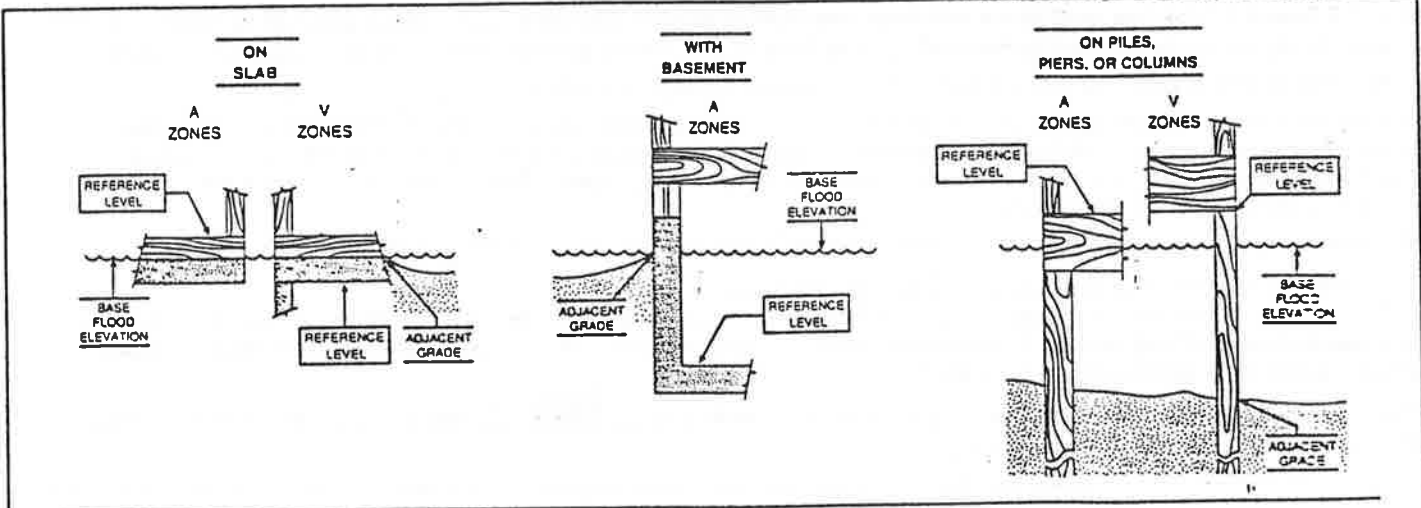 ON
SLAB
A
ZONES
V
ZONES
REFERENCE
LEVEL
BASE
FLOOD
ELEVATION
REFERENCE
LEVEL
ADJACENT
GRADE
WITH
BASEMENT
A
ZONES
BASE
FLOOD
ELEVATION
ADJACENT
GRADE
REFERENCE
LEVEL
ON PILES,
PIERS. OR COLUMNS
A
ZONES
V
ZONES
REFERENCE
LEVEL
REFERENCE
LEVEL
BASE
FLOOD
ELEVATION
ADJACENT
GRADE